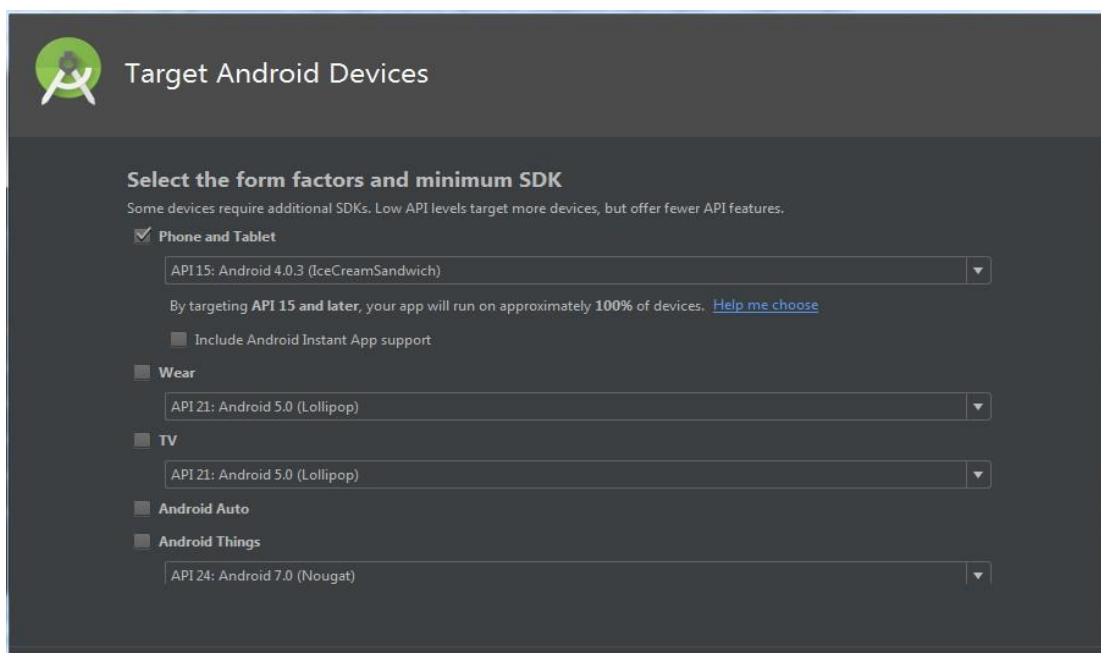 Target Android Devices
Select the form factors and minimum SDK
Some devices require additional SDKs. Low API levels target more devices, but offer fewer API features.
Phone and Tablet
API 15: Android 4.0.3 (IceCreamSandwich)
By targeting API 15 and later, your app will run on approximately 100% of devices. Help me choose
Include Android Instant App support
Wear
API 21: Android 5.0 (Lollipop)
TV
API 21: Android 5.0 (Lollipop)
Android Auto
Android Things
API 24: Android 7.0 (Nougat)